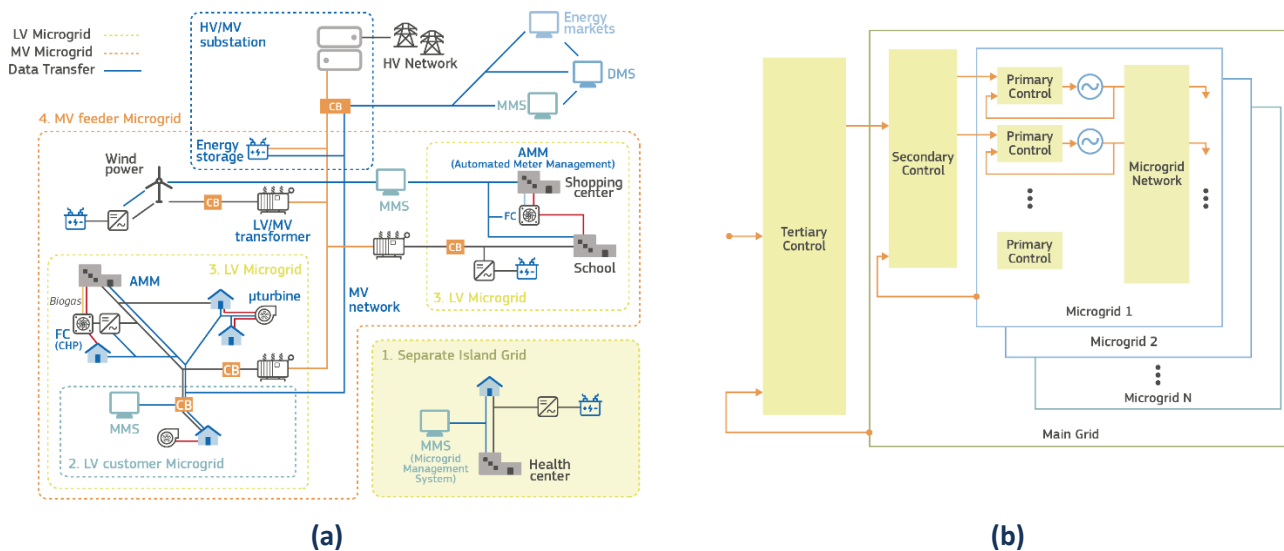 LV Microgrid
MV Microgrid
Data Transfer
HV/MV
substation
HV Network
Energy
markets
DMS
MMS
CB
4. MV feeder Microgrid
Energy
storage
Wind
power
CB
LV/MV
transformer
MMS
AMM
(Automated Meter Management)
Shopping
center
FC
CB
School
3. LV Microgrid
3. LV Microgrid
AMM
Biogas
FC
(CHP)
µturbine
MV
network
CB
CB
MMS
2. LV customer Microgrid
1. Separate Island Grid
MMS
(Microgrid
Management
System)
Health
center
(a)
Tertiary
Control
Secondary
Control
Primary
Control
Primary
Control
Primary
Control
Microgrid
Network
Microgrid 1
Microgrid 2
Microgrid N
Main Grid
(b)